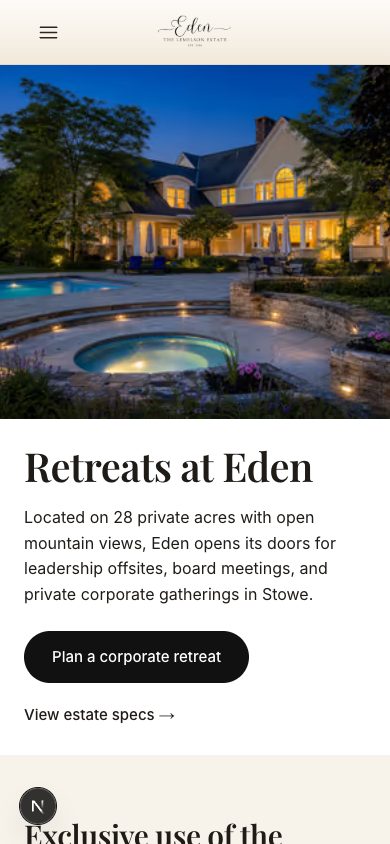 Eden
THE LEMELSON ESTATE
Retreats at Eden
Located on 28 private acres with open
mountain views, Eden opens its doors for
leadership offsites, board meetings, and
private corporate gatherings in Stowe.
Plan a corporate retreat
View estate specs →
N
Exclusive use of the